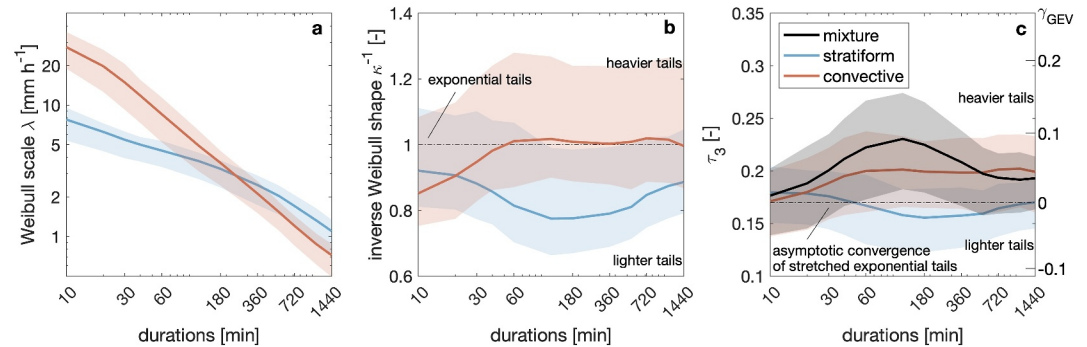 a
Weibull scale λ [mm h⁻¹]
20
10
5
2
1
10
30
60
180
360
720
1440
durations [min]
b
inverse Weibull shape κ⁻¹ [-]
1.4
1.2
1
0.8
0.6
exponential tails
heavier tails
lighter tails
10
30
60
180
360
720
1440
durations [min]
c
τ₃ [-]
0.35
0.3
0.25
0.2
0.15
0.1
mixture
stratiform
convective
γGEV
0.2
0.1
0
-0.1
heavier tails
lighter tails
asymptotic convergence
of stretched exponential tails
10
30
60
180
360
720
1440
durations [min]